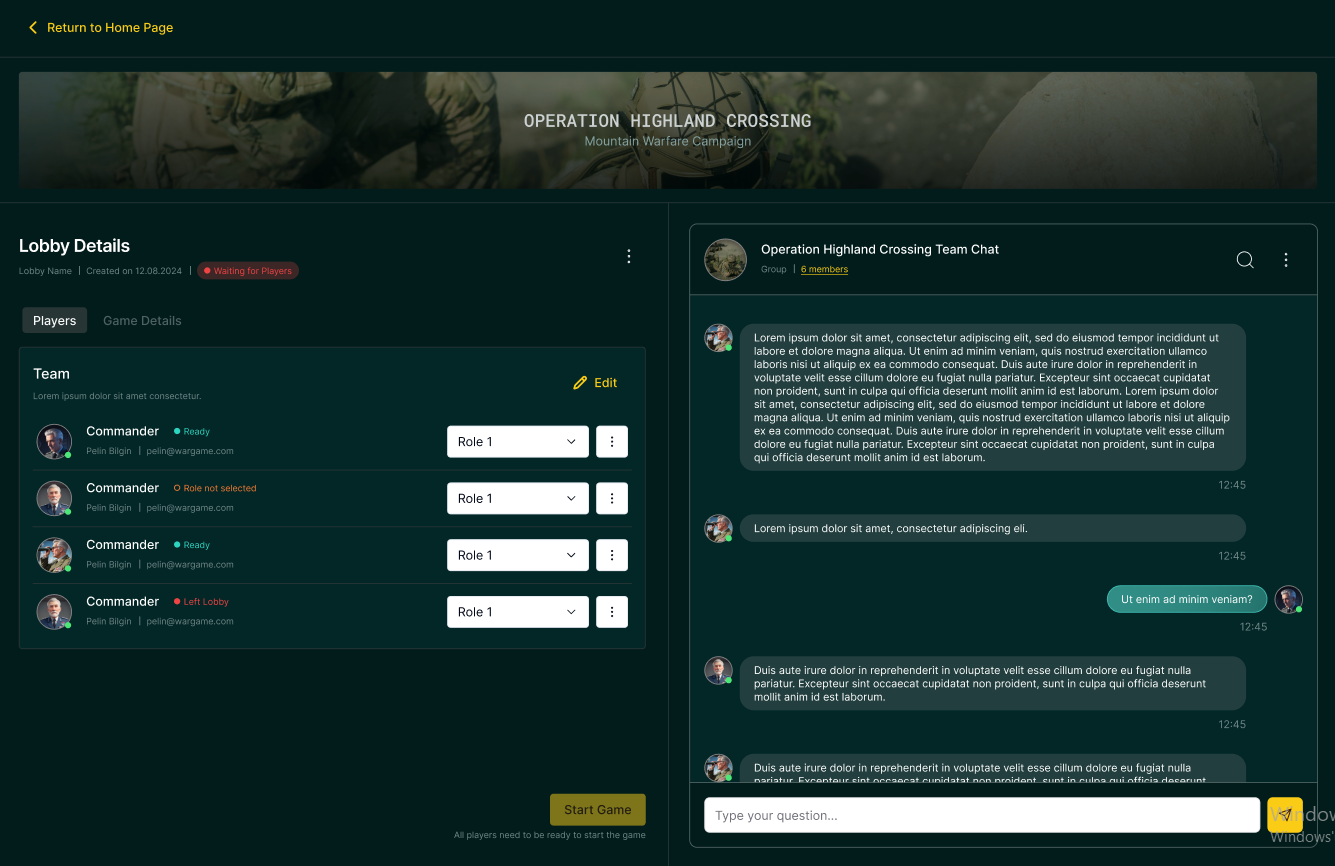 Return to Home Page
OPERATION HIGHLAND CROSSING
Mountain Warfare Campaign
Lobby Details
Lobby Name | Created on 12.08.2024 | Waiting for Players
Players Game Details
Team
Edit
Lorem ipsum dolor sit amet consectetur.
Commander Ready
Pelin Bilgin | pelin@wargame.com
Role 1
Commander Role not selected
Pelin Bilgin | pelin@wargame.com
Role 1
Commander Ready
Pelin Bilgin | pelin@wargame.com
Role 1
Commander Left Lobby
Pelin Bilgin | pelin@wargame.com
Role 1
Start Game
All players need to be ready to start the game
Operation Highland Crossing Team Chat
Group | 6 members
Lorem ipsum dolor sit amet, consectetur adipiscing elit, sed do eiusmod tempor incididunt ut
labore et dolore magna aliqua. Ut enim ad minim veniam, quis nostrud exercitation ullamco
laboris nisi ut aliquip ex ea commodo consequat. Duis aute irure dolor in reprehenderit in
voluptate velit esse cillum dolore eu fugiat nulla pariatur. Excepteur sint occaecat cupidatat
non proident, sunt in culpa qui officia deserunt mollit anim id est laborum. Lorem ipsum dolor
sit amet, consectetur adipiscing elit, sed do eiusmod tempor incididunt ut labore et dolore
magna aliqua. Ut enim ad minim veniam, quis nostrud exercitation ullamco laboris nisi ut aliquip
ex ea commodo consequat. Duis aute irure dolor in reprehenderit in voluptate velit esse cillum
dolore eu fugiat nulla pariatur. Excepteur sint occaecat cupidatat non proident, sunt in culpa
qui officia deserunt mollit anim id est laborum.
12:45
Lorem ipsum dolor sit amet, consectetur adipiscing eli.
12:45
Ut enim ad minim veniam?
12:45
Duis aute irure dolor in reprehenderit in voluptate velit esse cillum dolore eu fugiat nulla
pariatur. Excepteur sint occaecat cupidatat non proident, sunt in culpa qui officia deserunt
mollit anim id est laborum.
12:45
Duis aute irure dolor in reprehenderit in voluptate velit esse cillum dolore eu fugiat nulla
pariatur. Excepteur sint occaecat cupidatat non proident, sunt in culpa qui officia deserunt
Type your question...
Windows'